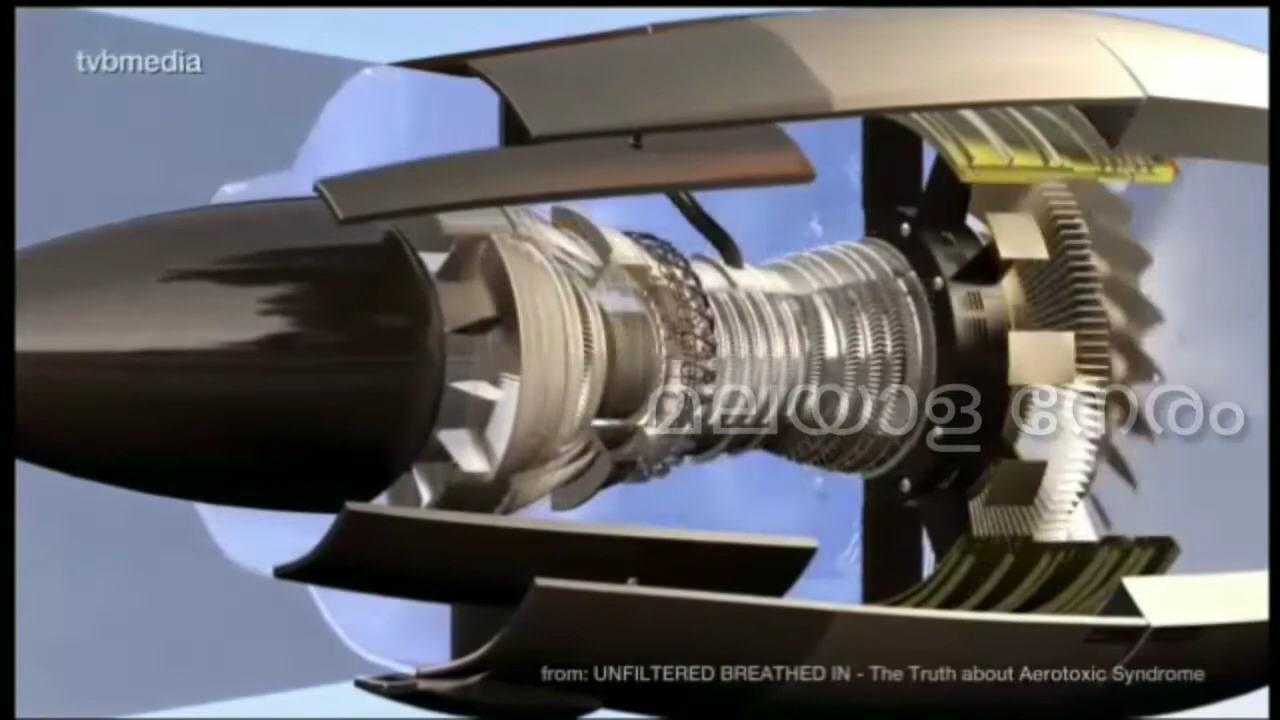 tvbmedia
മലയാള നേരം
from: UNFILTERED BREATHED IN - The Truth about Aerotoxic Syndrome